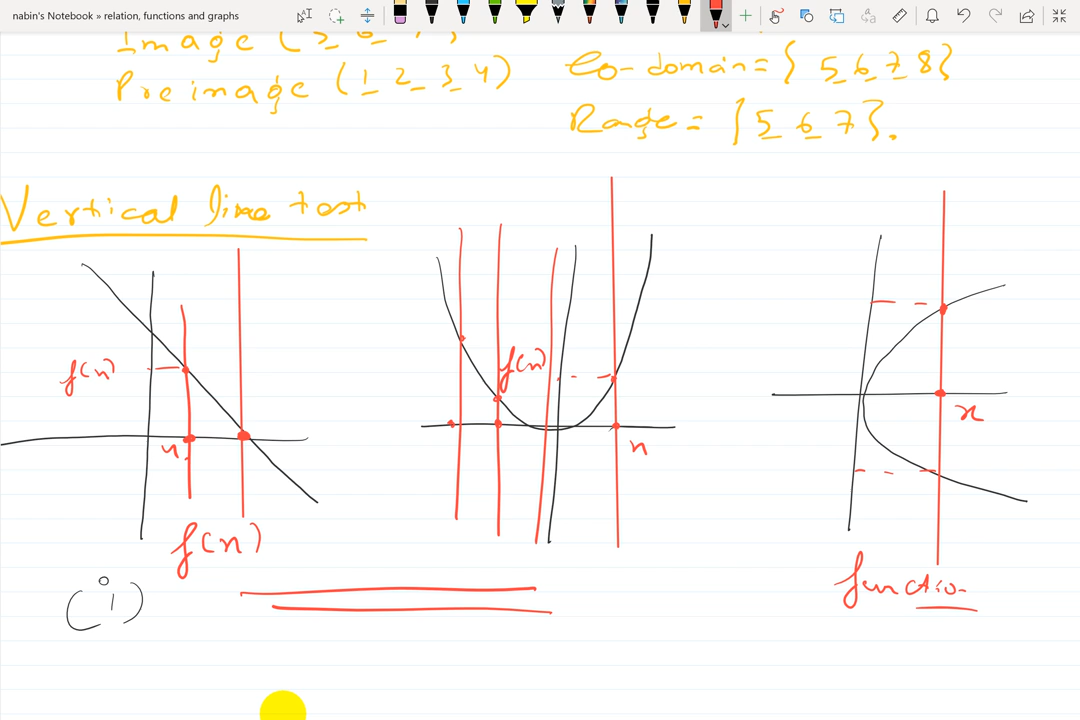 nabin's Notebook » relation, functions and graphs
Image (
Preimage (1 2 3 4)
Co-domain = { 5 6 7 8}
Range = {5 6 7}.
Vertical line test
f(n)
n
f(n)
f(n)
n
x
function
(i)